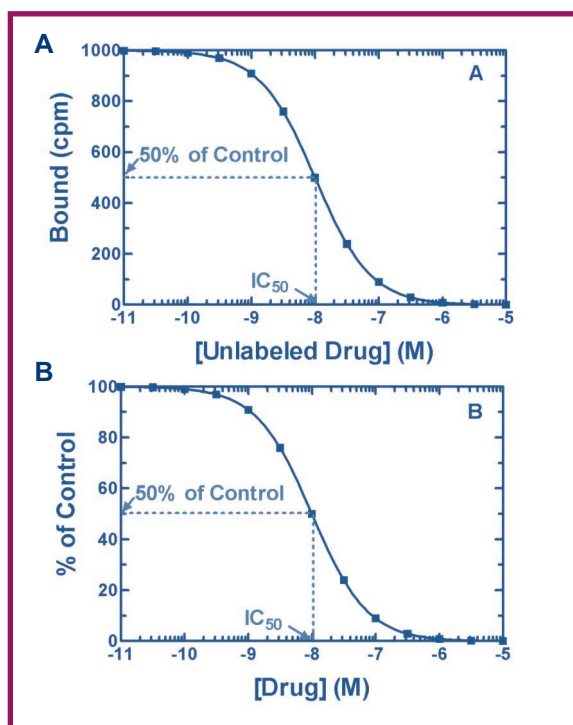 A
A
1000
800
600
400
200
0
Bound (cpm)
50% of Control
IC50
-11 -10 -9 -8 -7 -6 -5
[Unlabeled Drug] (M)
B
B
100
80
60
40
20
0
% of Control
50% of Control
IC50
-11 -10 -9 -8 -7 -6 -5
[Drug] (M)